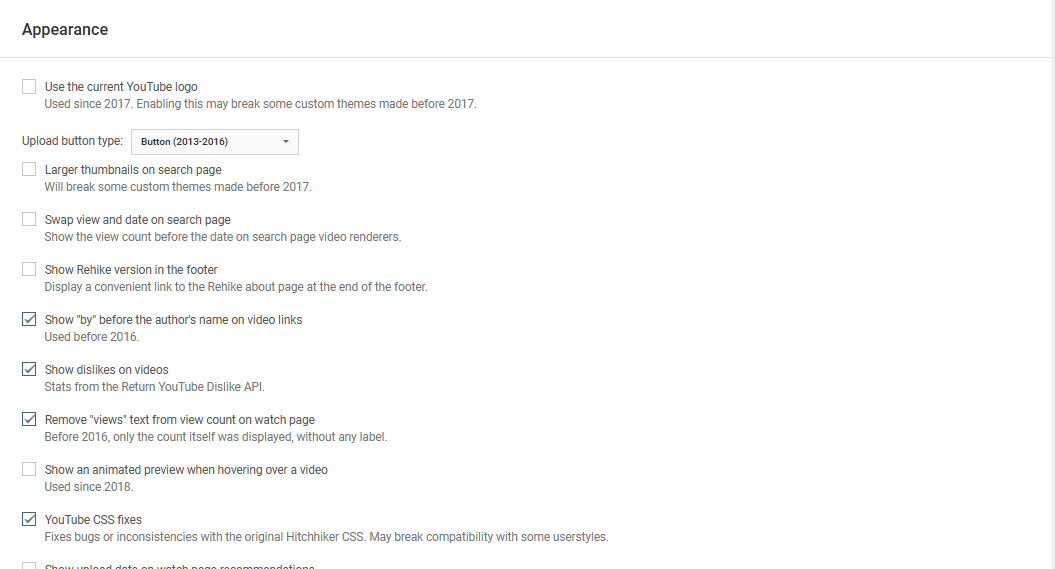 Appearance
Use the current YouTube logo
Used since 2017. Enabling this may break some custom themes made before 2017.
Upload button type: Button (2013-2016)
Larger thumbnails on search page
Will break some custom themes made before 2017.
Swap view and date on search page
Show the view count before the date on search page video renderers.
Show Rehike version in the footer
Display a convenient link to the Rehike about page at the end of the footer.
Show "by" before the author's name on video links
Used before 2016.
Show dislikes on videos
Stats from the Return YouTube Dislike API.
Remove "views" text from view count on watch page
Before 2016, only the count itself was displayed, without any label.
Show an animated preview when hovering over a video
Used since 2018.
YouTube CSS fixes
Fixes bugs or inconsistencies with the original Hitchhiker CSS. May break compatibility with some userstyles.
Show upload date on watch page recommendations